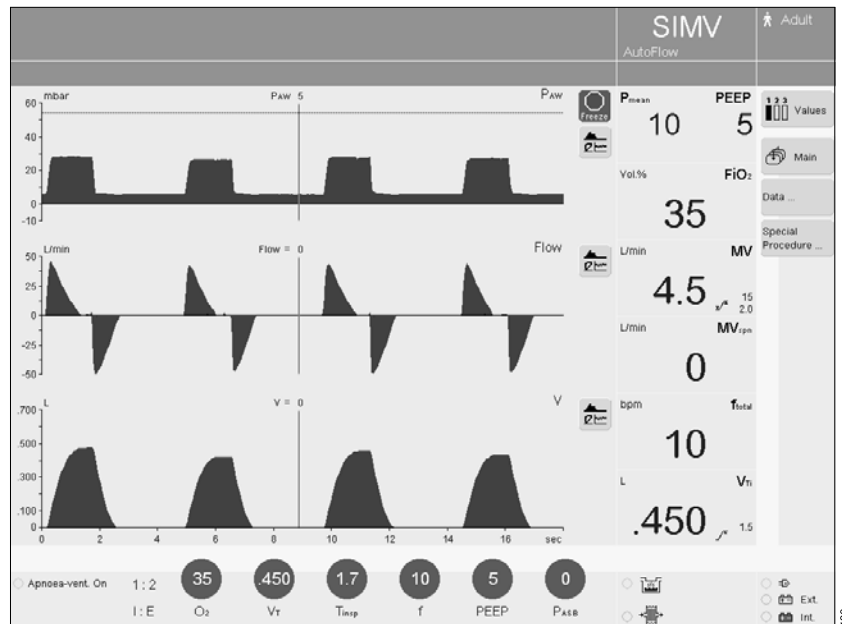 SIMV
AutoFlow
Adult
mbar
PAW 5
PAW
60
40
20
0
-10
Freeze
Pmean
PEEP
10
5
1 2 3
Values
Main
Data ...
Special
Procedure ...
Vol.%
FiO2
35
L/min
Flow = 0
Flow
50
25
0
-25
-50
L/min
MV
4.5
15
2.0
L/min
MVspn
0
L
V = 0
V
.700
.500
.300
.100
0
0 2 4 6 8 10 12 14 16 sec
bpm
ftotal
10
L
VTi
.450
1.5
Apnoea-vent. On
1 : 2
35
.450
1.7
10
5
0
I : E
O2
VT
Tinsp
f
PEEP
PASB
Ext.
Int.